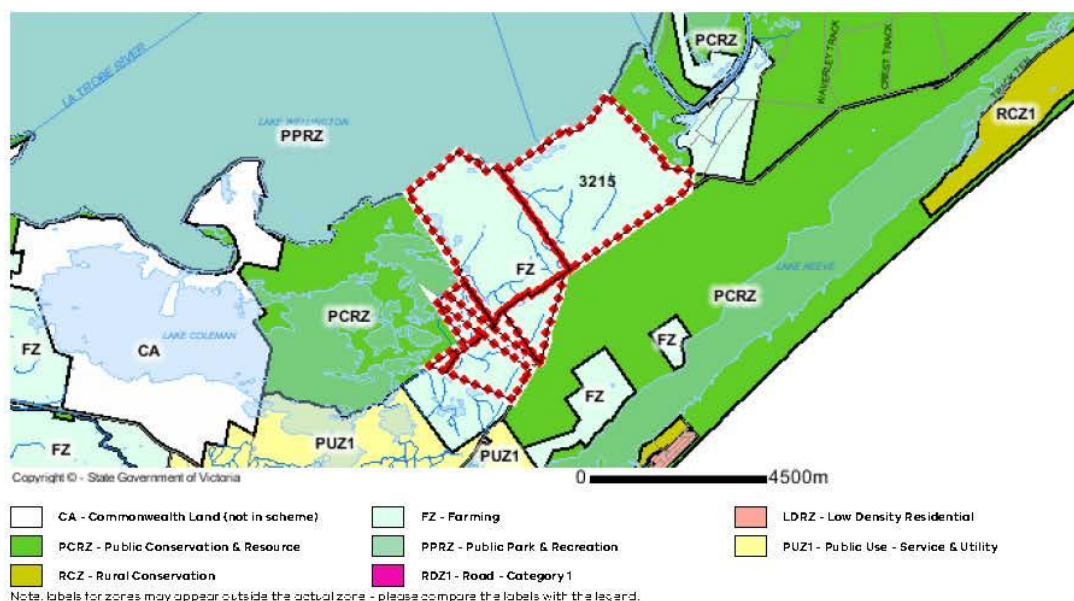 PCRZ
WAVERLEY TRACK
CREST TRACK
TRACK TEN
LA TROBE RIVER
LAKE WELLINGTON
PPRZ
RCZ1
3215
FZ
LAKE REEVE
PCRZ
PCRZ
LAKE COLEMAN
CA
FZ
FZ
FZ
FZ
PUZ1
PUZ1
Copyright © - State Government of Victoria
0 4500m
CA - Commonwealth Land (not in scheme)
FZ - Farming
LDRZ - Low Density Residential
PCRZ - Public Conservation & Resource
PPRZ - Public Park & Recreation
PUZ1 - Public Use - Service & Utility
RCZ - Rural Conservation
RDZ1 - Road - Category 1
Note: labels for zones may appear outside the actual zone - please compare the labels with the legend.